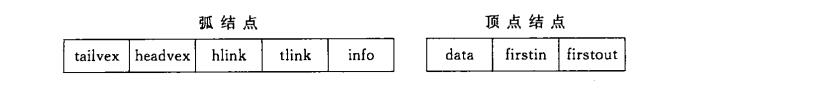 弧结点 顶点结点
tailvex headvex hlink tlink info data firstin firstout